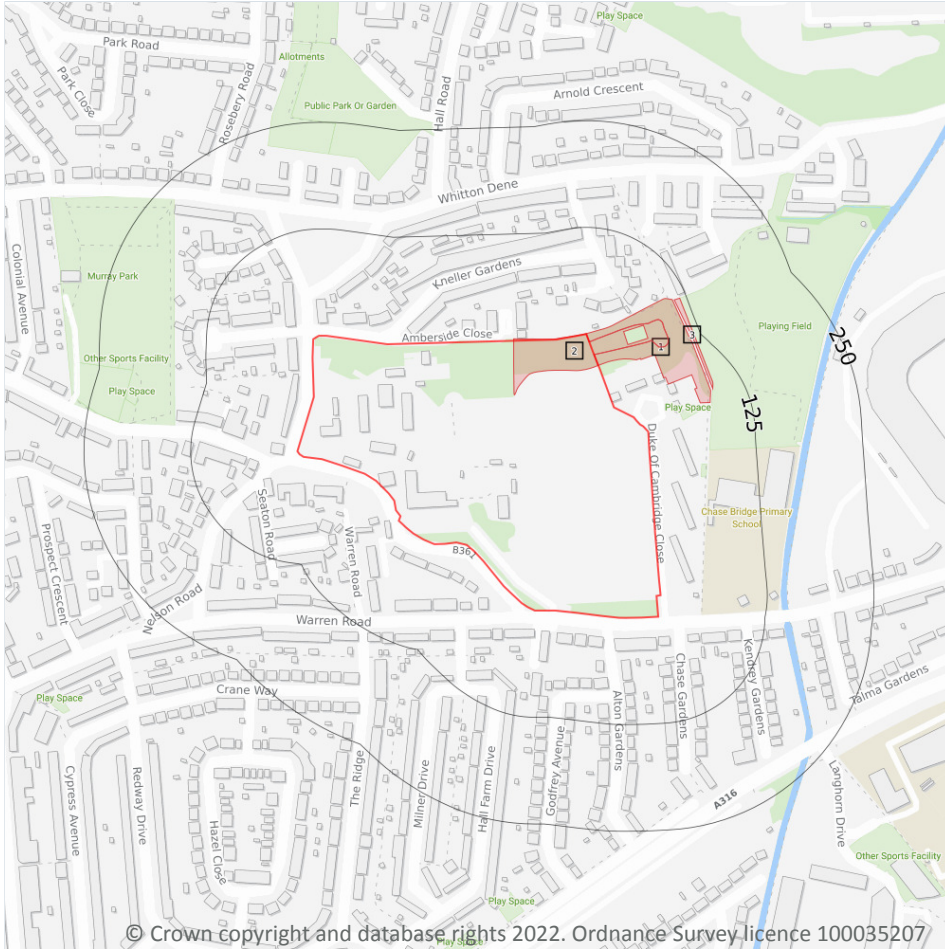 Play Space
Park Road
Allotments
Park Close
Rosebery Road
Hall Road
Arnold Crescent
Public Park Or Garden
Whitton Dene
Colonial Avenue
Murray Park
Kneller Gardens
Playing Field
Amberside Close
250
3
1
2
Other Sports Facility
Play Space
Play Space
125
Duke Of Cambridge Close
Seaton Road
Chase Bridge Primary
School
Prospect Crescent
Warren Road
B361
Nelson Road
Warren Road
Kendrey Gardens
Chase Gardens
Talma Gardens
Crane Way
Play Space
Alton Gardens
Godfrey Avenue
The Ridge
Cypress Avenue
Redway Drive
Milner Drive
Hall Farm Drive
A316
Langhorn Drive
Hazel Close
Other Sports Facility
Play Space
Play Space
© Crown copyright and database rights 2022. Ordnance Survey licence 100035207